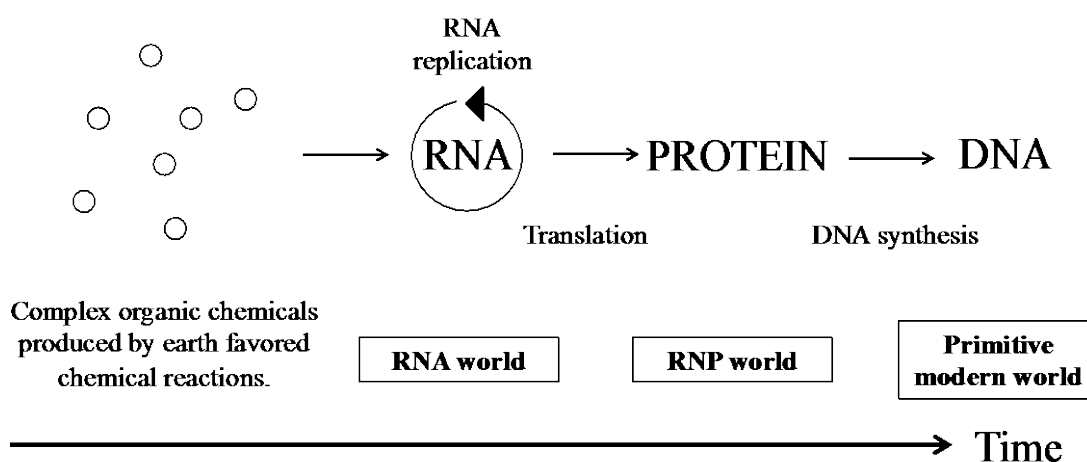 RNA
replication
RNA
PROTEIN
DNA
Translation
DNA synthesis
Complex organic chemicals
produced by earth favored
chemical reactions.
RNA world
RNP world
Primitive
modern world
Time